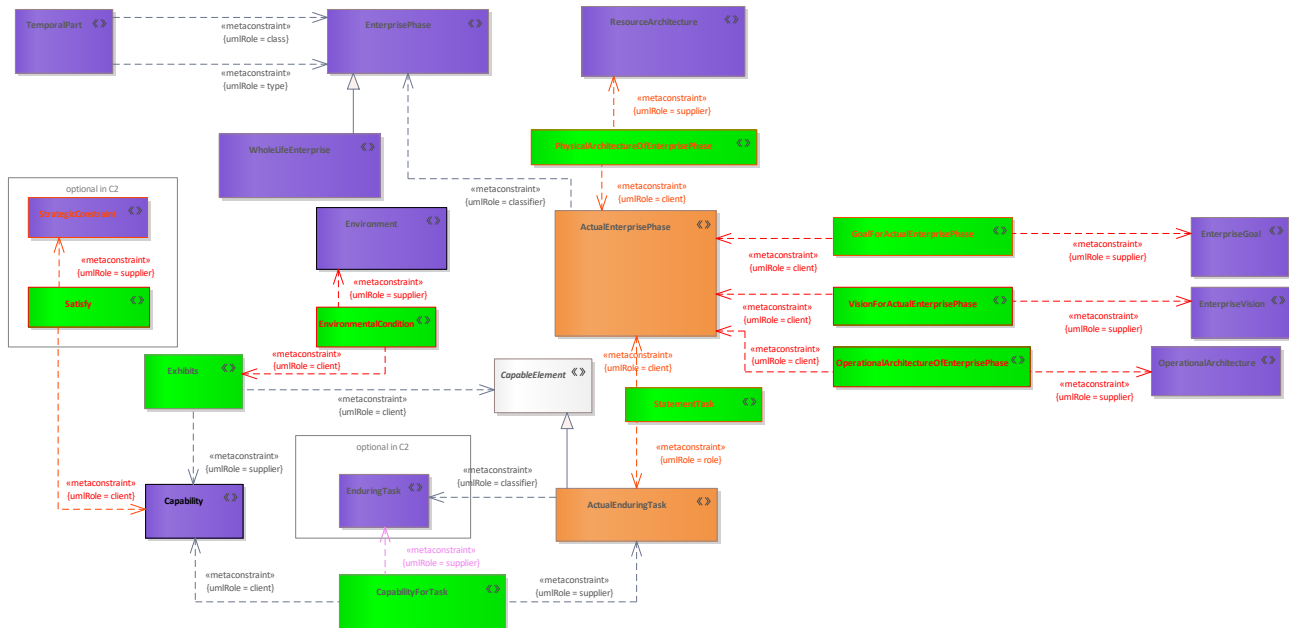 TemporalPart
«»
«metaconstraint»
{umlRole = class}
«metaconstraint»
{umlRole = type}
EnterprisePhase
«»
ResourceArchitecture
«»
«metaconstraint»
{umlRole = supplier}
PhysicalArchitectureOfEnterprisePhase
«»
WholeLifeEnterprise
«»
«metaconstraint»
{umlRole = classifier}
«metaconstraint»
{umlRole = client}
optional in C2
StrategicConstraint
«»
«metaconstraint»
{umlRole = supplier}
Satisfy
«»
Environment
«»
«metaconstraint»
{umlRole = supplier}
EnvironmentalCondition
«»
ActualEnterprisePhase
«»
«metaconstraint»
{umlRole = client}
GoalForActualEnterprisePhase
«»
«metaconstraint»
{umlRole = supplier}
EnterpriseGoal
«»
«metaconstraint»
{umlRole = client}
VisionForActualEnterprisePhase
«»
«metaconstraint»
{umlRole = supplier}
EnterpriseVision
«»
«metaconstraint»
{umlRole = client}
OperationalArchitectureOfEnterprisePhase
«»
«metaconstraint»
{umlRole = supplier}
OperationalArchitecture
«»
«metaconstraint»
{umlRole = client}
Exhibits
«»
«metaconstraint»
{umlRole = client}
CapableElement
«»
«metaconstraint»
{umlRole = client}
StatementTask
«»
«metaconstraint»
{umlRole = role}
«metaconstraint»
{umlRole = supplier}
optional in C2
EnduringTask
«»
«metaconstraint»
{umlRole = classifier}
«metaconstraint»
{umlRole = client}
Capability
«»
ActualEnduringTask
«»
«metaconstraint»
{umlRole = client}
«metaconstraint»
{umlRole = supplier}
«metaconstraint»
{umlRole = supplier}
CapabilityForTask
«»